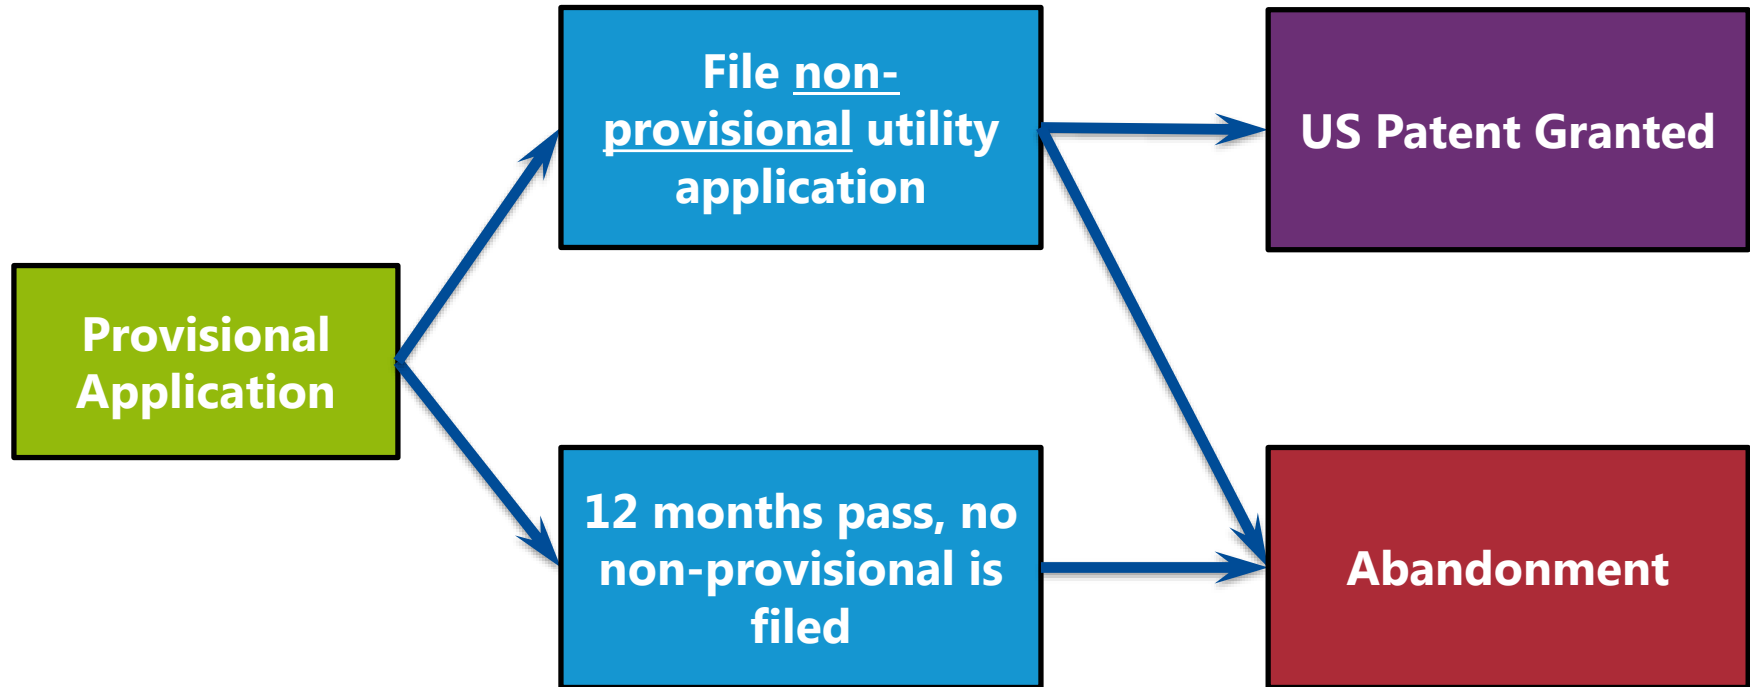 File non-
provisional utility
application
US Patent Granted
Provisional
Application
12 months pass, no
non-provisional is
filed
Abandonment